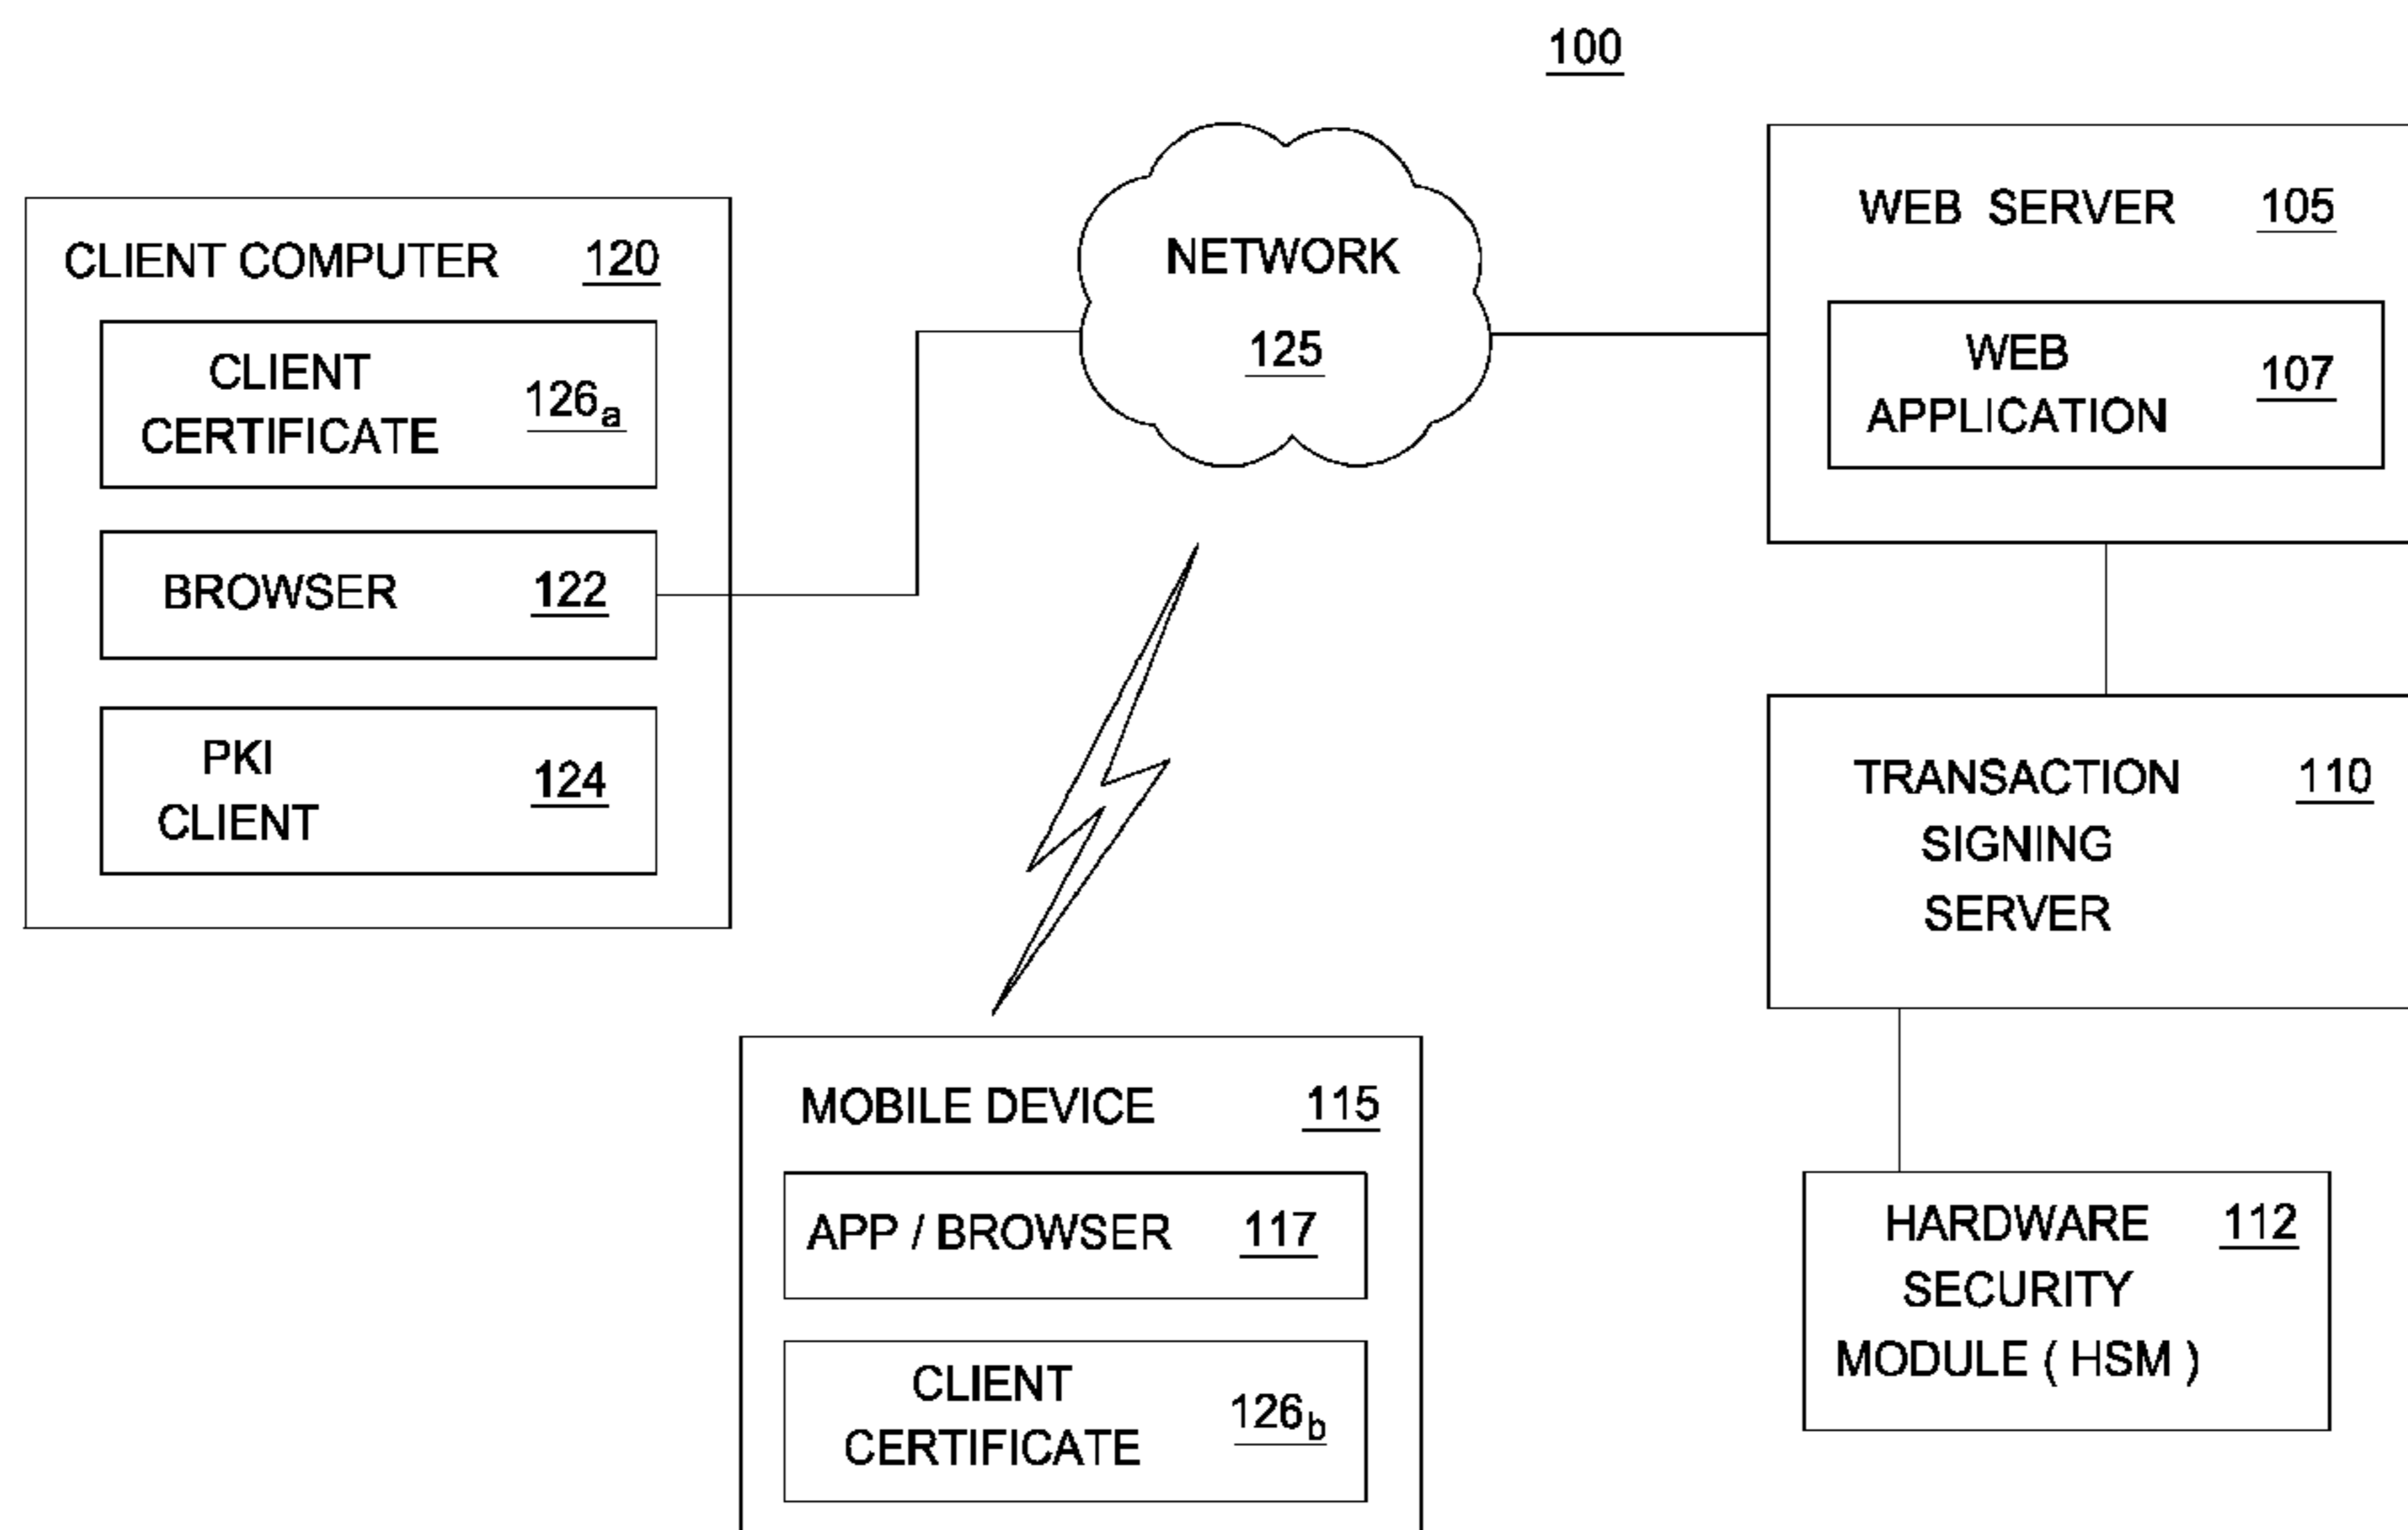 100
CLIENT COMPUTER 120
CLIENT
CERTIFICATE 126a
BROWSER 122
PKI
CLIENT 124
NETWORK
125
WEB SERVER 105
WEB
APPLICATION 107
TRANSACTION 110
SIGNING
SERVER
MOBILE DEVICE 115
APP / BROWSER 117
CLIENT
CERTIFICATE 126b
HARDWARE 112
SECURITY
MODULE ( HSM )